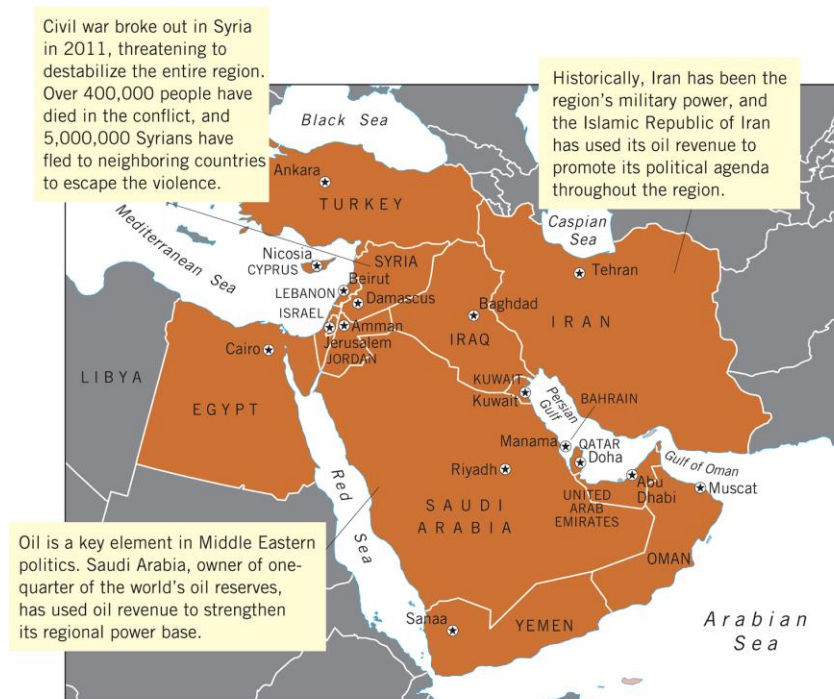 Civil war broke out in Syria
in 2011, threatening to
destabilize the entire region.
Over 400,000 people have
died in the conflict, and
5,000,000 Syrians have
fled to neighboring countries
to escape the violence.
Historically, Iran has been the
region's military power, and
the Islamic Republic of Iran
has used its oil revenue to
promote its political agenda
throughout the region.
Black Sea
Ankara
TURKEY
Caspian
Sea
Mediterranean Sea
Nicosia
CYPRUS
SYRIA
Tehran
Beirut
LEBANON
Damascus
Baghdad
ISRAEL
Amman
IRAN
Jerusalem
IRAQ
Cairo
JORDAN
LIBYA
KUWAIT
Kuwait
Persian
Gulf
BAHRAIN
EGYPT
Manama
QATAR
Doha
Gulf of Oman
Riyadh
Abu
Dhabi
Muscat
Red
Sea
SAUDI
ARABIA
UNITED
ARAB
EMIRATES
Oil is a key element in Middle Eastern
politics. Saudi Arabia, owner of one-
quarter of the world's oil reserves,
has used oil revenue to strengthen
its regional power base.
OMAN
Sanaa
YEMEN
Arabian
Sea